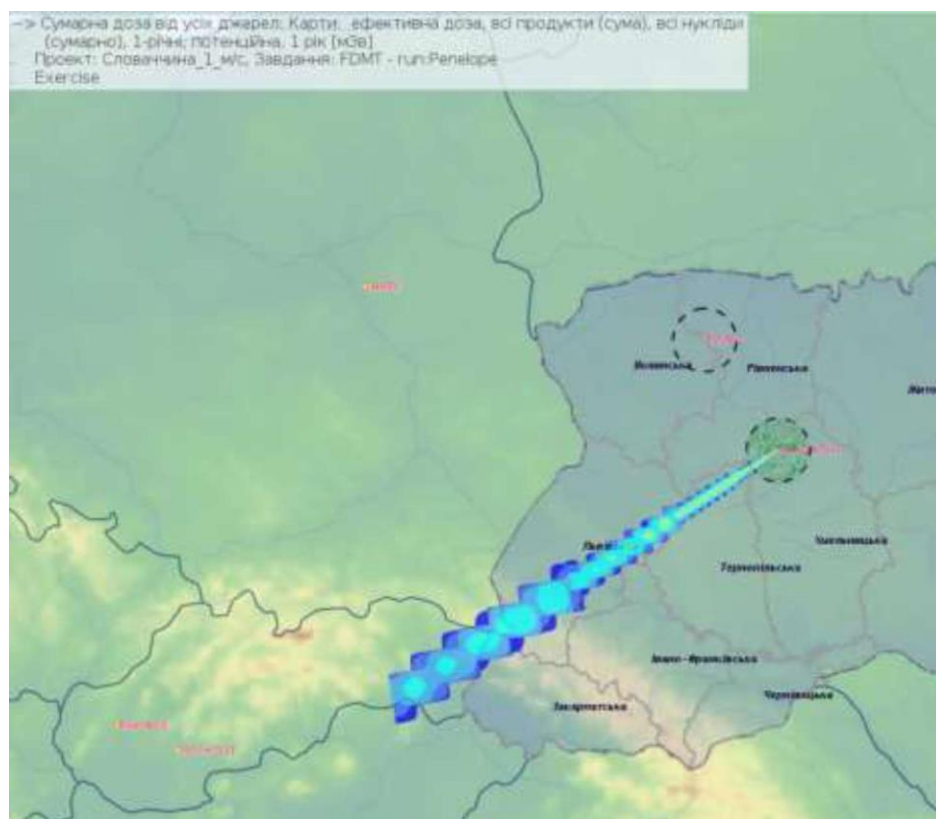 --> Сумарна доза від усіх джерел: Карти: ефективна доза, всі продукти (сума), всі нукліди
(сумарно), 1-річні; потенційна, 1 рік [мЗв]
Проект: Словаччина_1_м/с, Завдання: FDMT - run:Penelope
Exercise
Волинська
Рівненська
Жито
Хмельницька
Тернопільська
Івано-Франківська
Чернівецька
Закарпатська